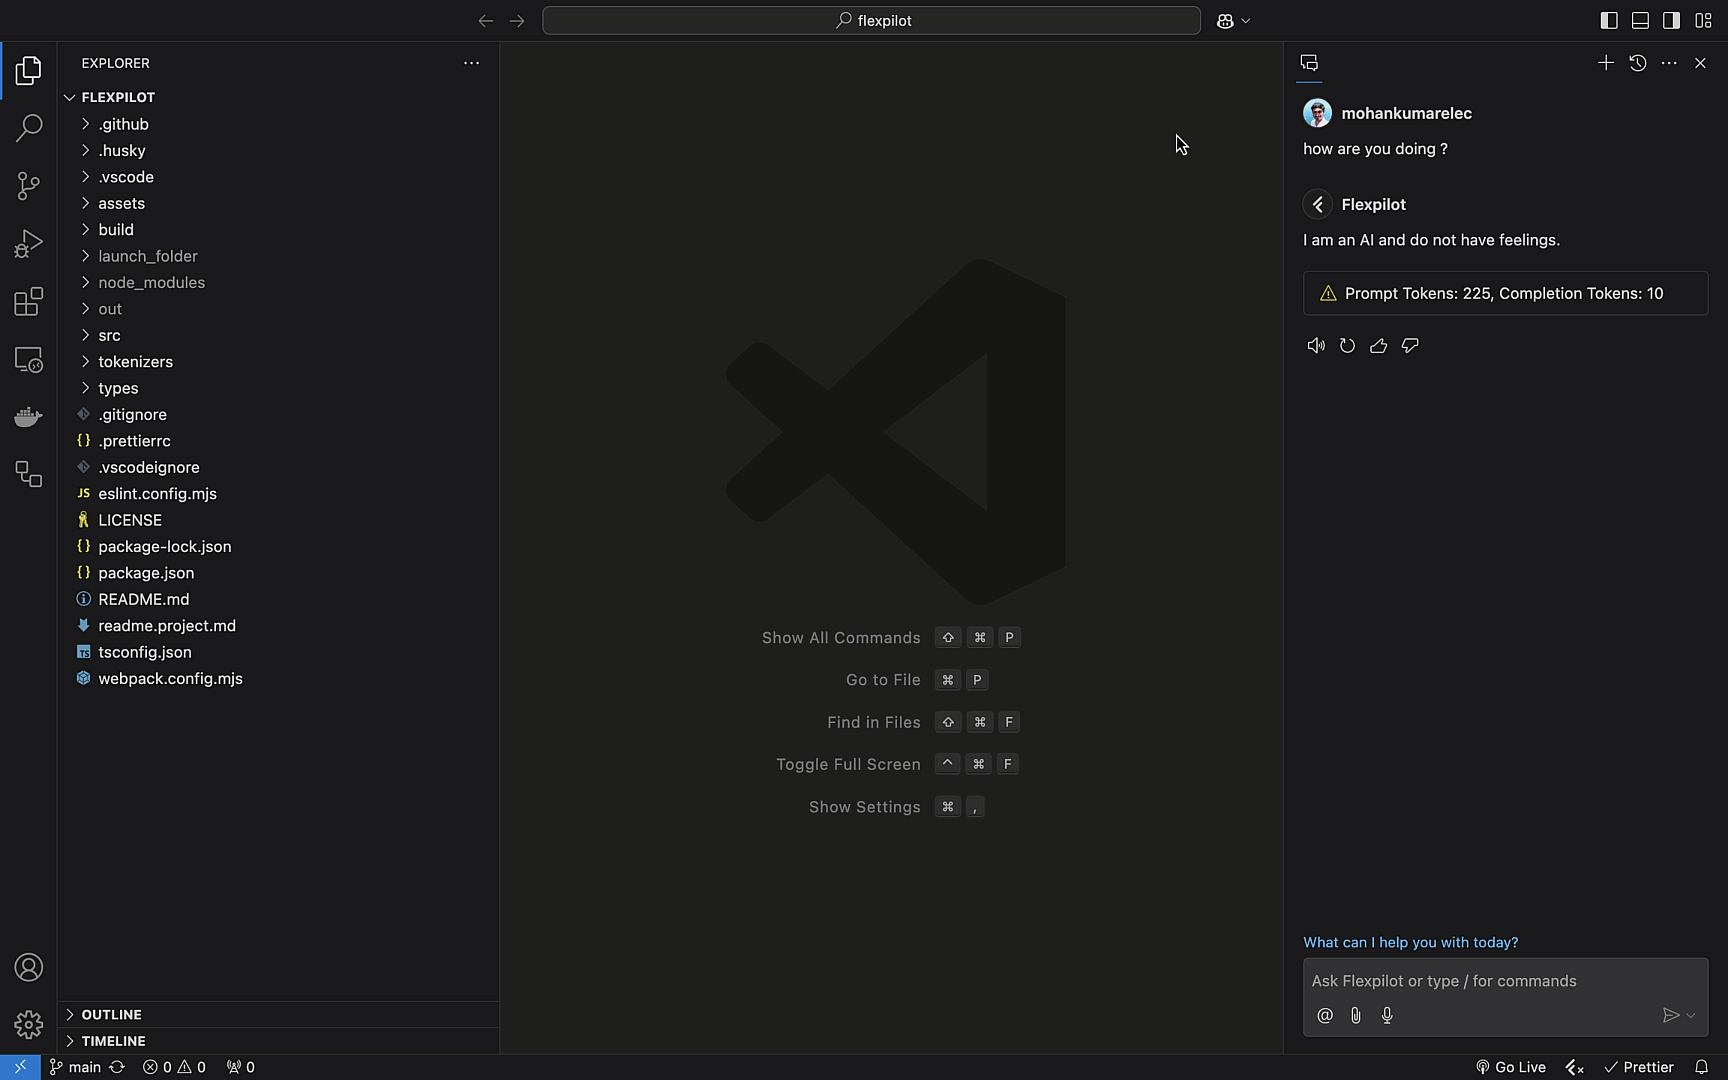 flexpilot
EXPLORER
FLEXPILOT
.github
.husky
.vscode
assets
build
launch_folder
node_modules
out
src
tokenizers
types
.gitignore
{} .prettierrc
.vscodeignore
JS eslint.config.mjs
LICENSE
{} package-lock.json
{} package.json
README.md
readme.project.md
TS tsconfig.json
webpack.config.mjs
OUTLINE
TIMELINE
Show All Commands ⇧ ⌘ P
Go to File ⌘ P
Find in Files ⇧ ⌘ F
Toggle Full Screen ^ ⌘ F
Show Settings ⌘ ,
mohankumarelec
how are you doing ?
Flexpilot
I am an AI and do not have feelings.
Prompt Tokens: 225, Completion Tokens: 10
What can I help you with today?
Ask Flexpilot or type / for commands
@
main 0 0 0 Go Live Prettier